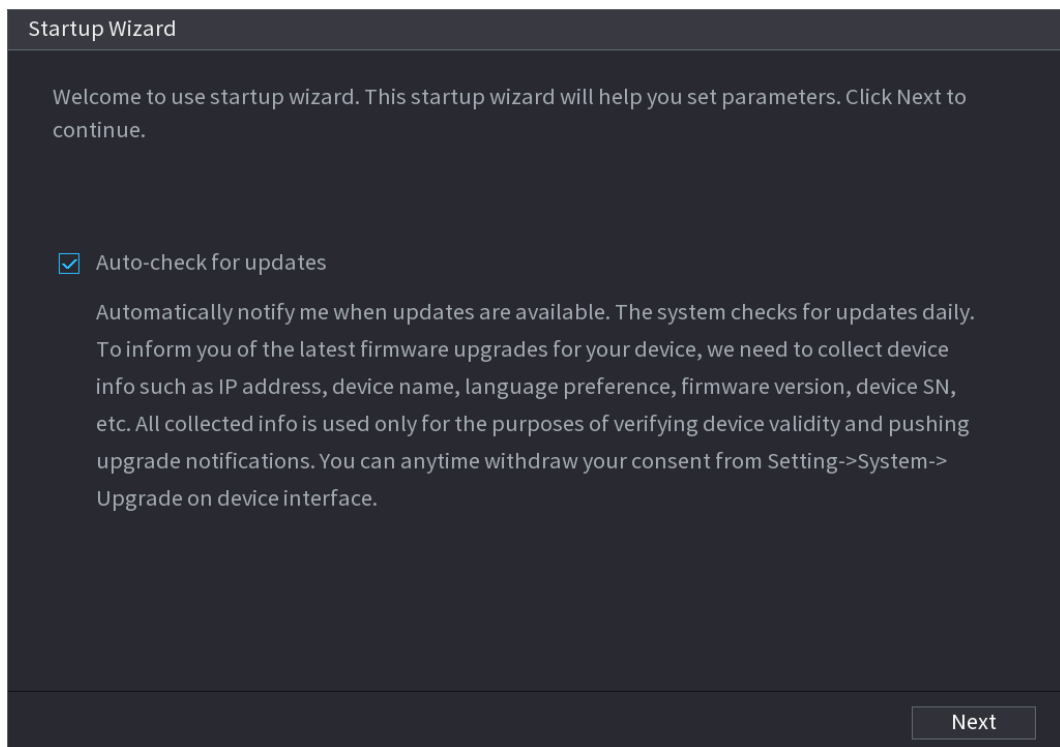 Startup Wizard
Welcome to use startup wizard. This startup wizard will help you set parameters. Click Next to
continue.
Auto-check for updates
Automatically notify me when updates are available. The system checks for updates daily.
To inform you of the latest firmware upgrades for your device, we need to collect device
info such as IP address, device name, language preference, firmware version, device SN,
etc. All collected info is used only for the purposes of verifying device validity and pushing
upgrade notifications. You can anytime withdraw your consent from Setting->System->
Upgrade on device interface.
Next